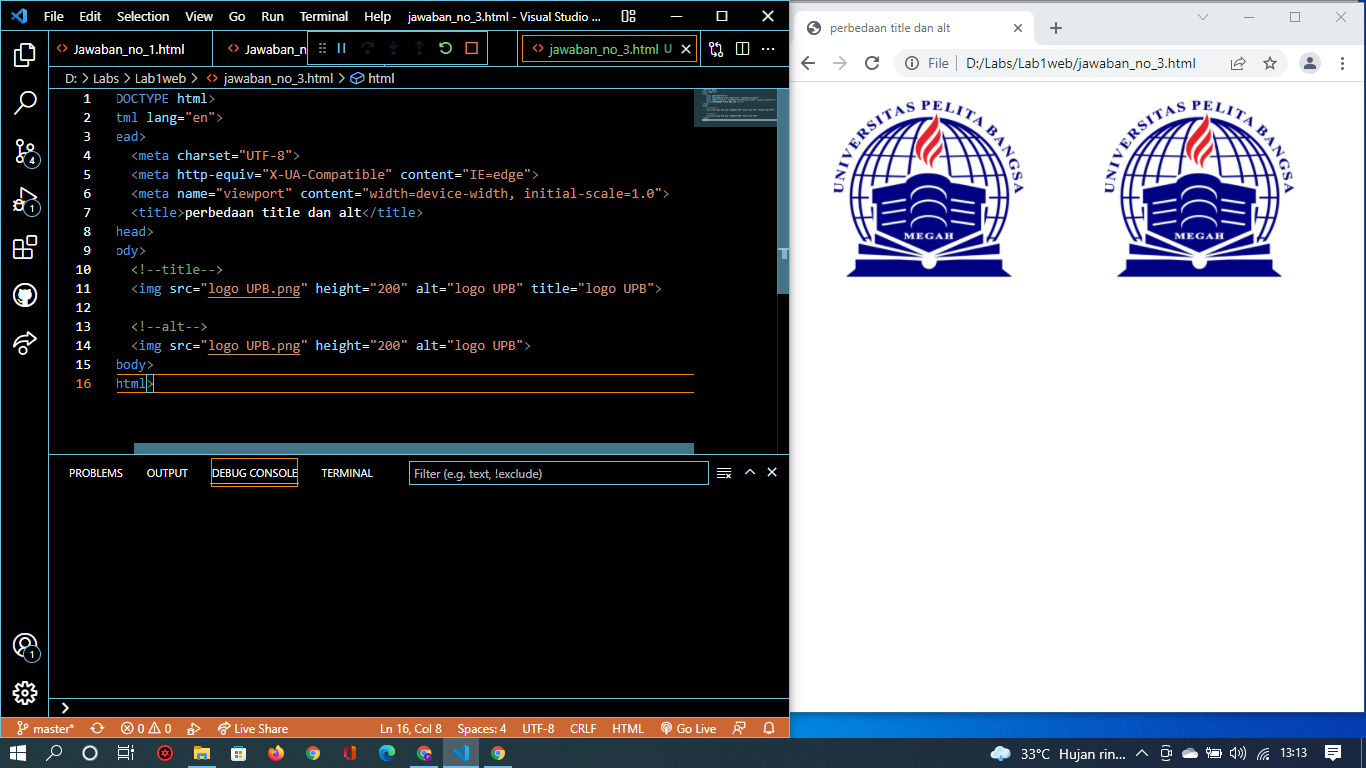 File Edit Selection View Go Run Terminal Help jawaban_no_3.html - Visual Studio ...
Jawaban_no_1.html Jawaban_n jawaban_no_3.html U
D: > Labs > Lab1web > jawaban_no_3.html > html
1 DOCTYPE html>
2 tml lang="en">
3 ead>
4 <meta charset="UTF-8">
5 <meta http-equiv="X-UA-Compatible" content="IE=edge">
6 <meta name="viewport" content="width=device-width, initial-scale=1.0">
7 <title>perbedaan title dan alt</title>
8 head>
9 ody>
10 <!--title-->
11 <img src="logo UPB.png" height="200" alt="logo UPB" title="logo UPB">
12
13 <!--alt-->
14 <img src="logo UPB.png" height="200" alt="logo UPB">
15 body>
16 html>
PROBLEMS OUTPUT DEBUG CONSOLE TERMINAL Filter (e.g. text, !exclude)
4
1
1
master* 0 0 Live Share Ln 16, Col 8 Spaces: 4 UTF-8 CRLF HTML Go Live
perbedaan title dan alt
File D:/Labs/Lab1web/jawaban_no_3.html
UNIVERSITAS PELITA BANGSA
MEGAH
UNIVERSITAS PELITA BANGSA
MEGAH
33°C Hujan rin... 13:13